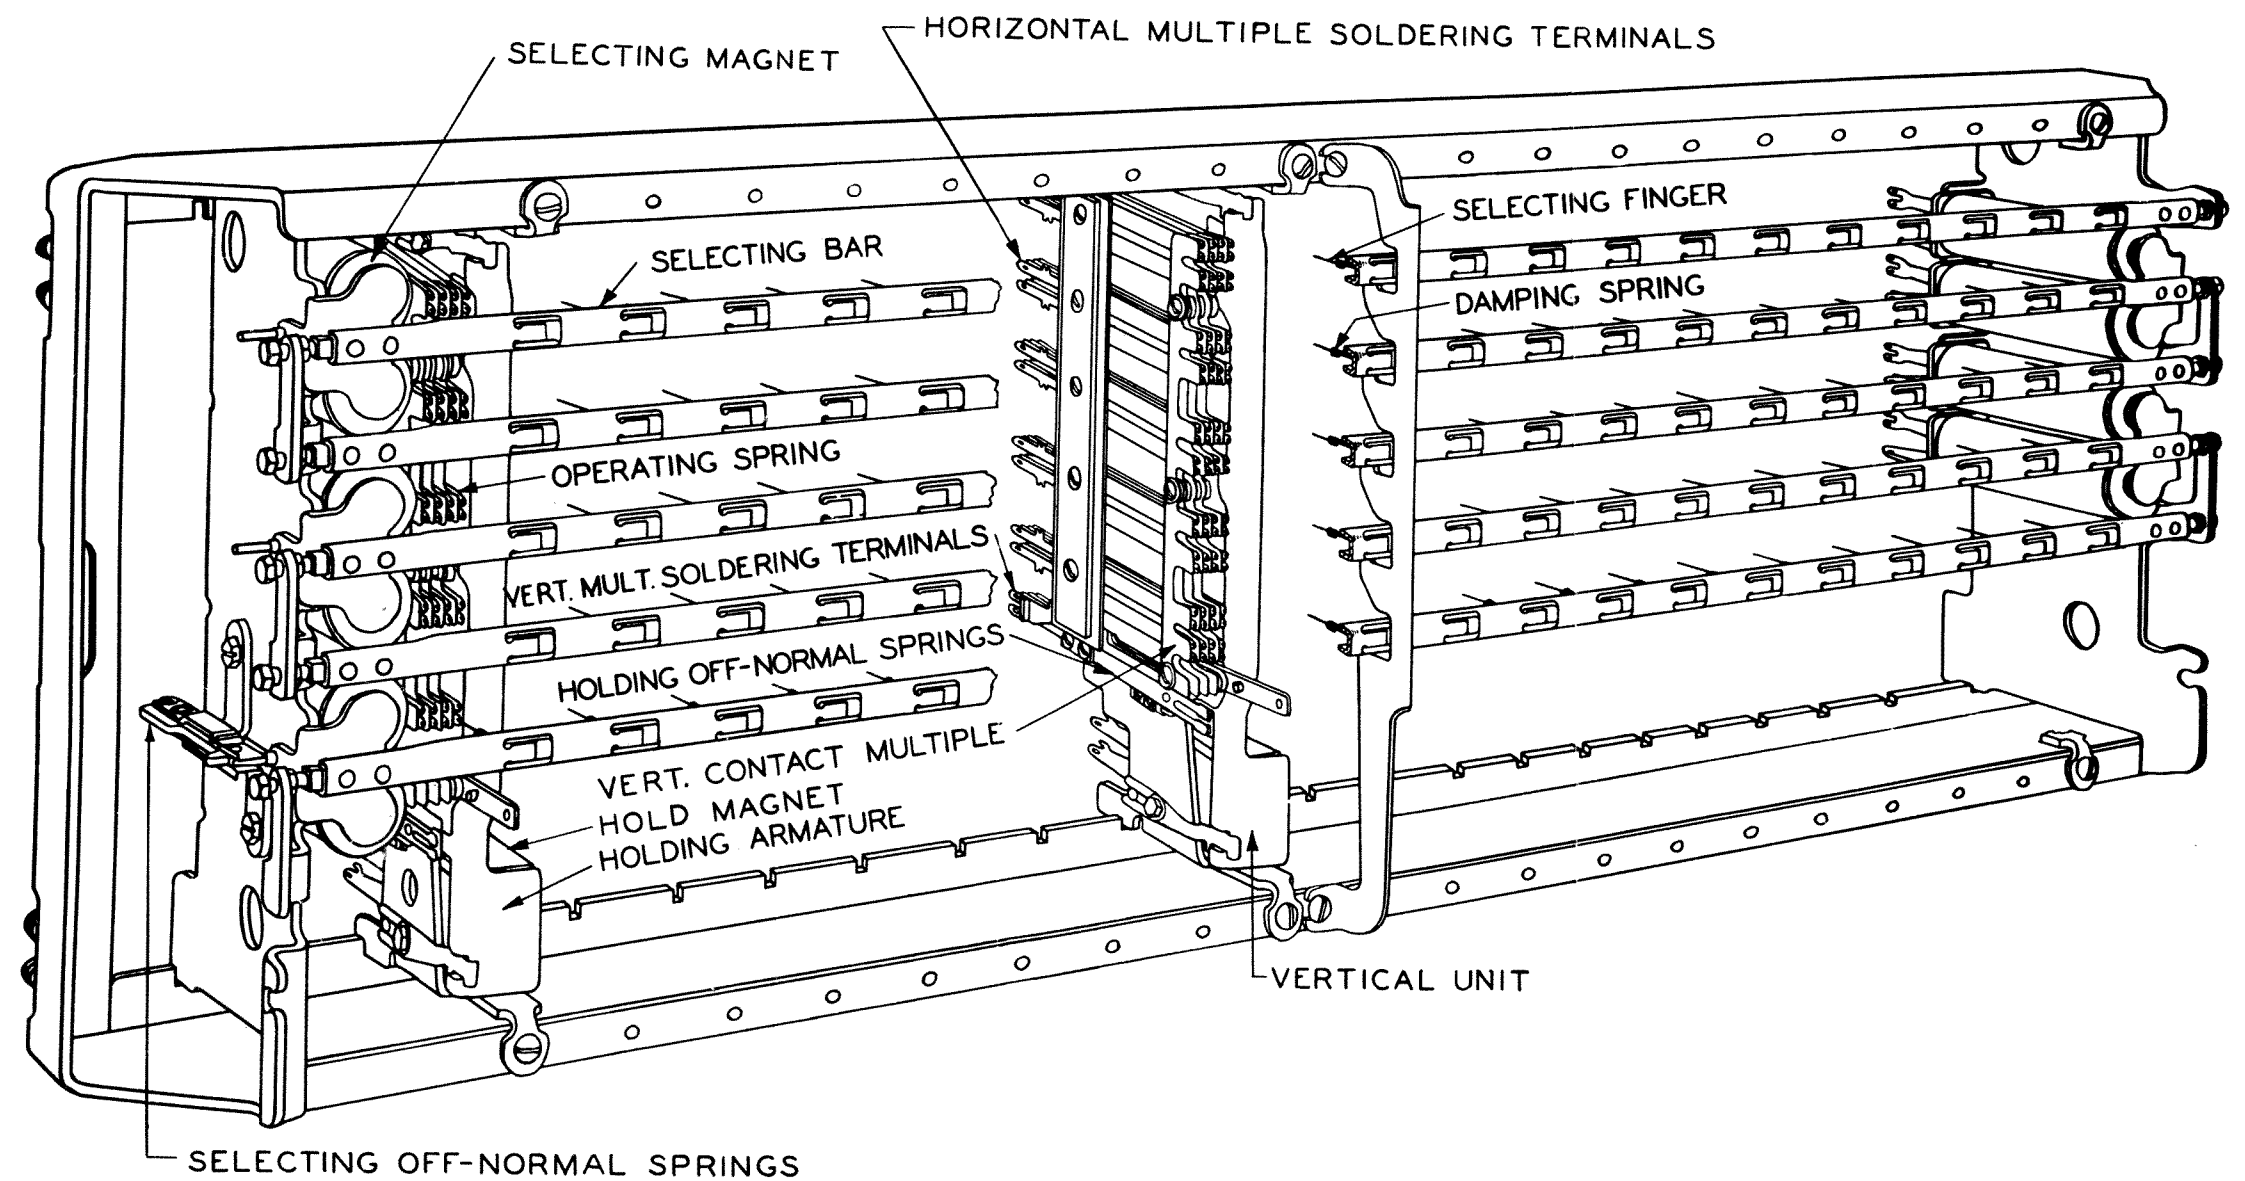 HORIZONTAL MULTIPLE SOLDERING TERMINALS
SELECTING MAGNET
SELECTING FINGER
SELECTING BAR
DAMPING SPRING
OPERATING SPRING
VERT. MULT. SOLDERING TERMINALS
HOLDING OFF-NORMAL SPRINGS
VERT. CONTACT MULTIPLE
HOLD MAGNET
HOLDING ARMATURE
VERTICAL UNIT
SELECTING OFF-NORMAL SPRINGS